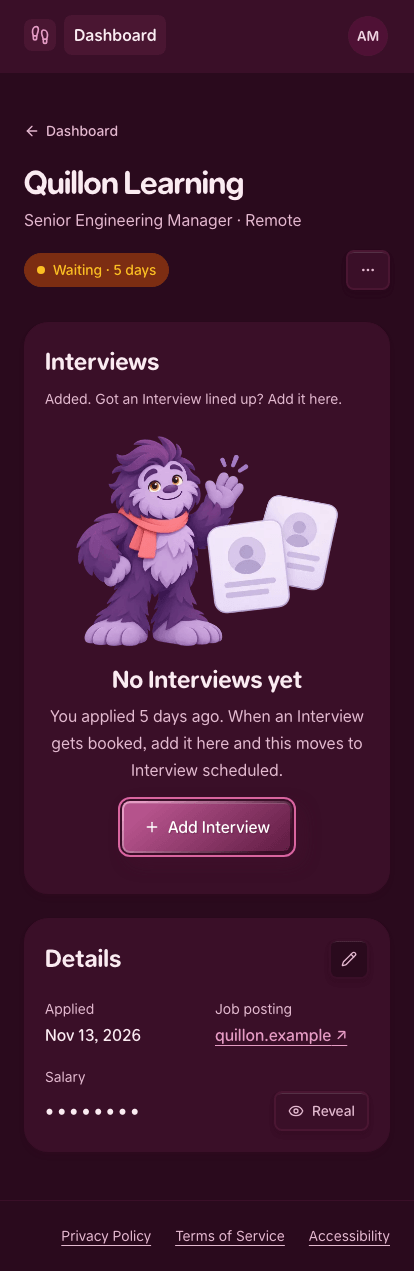 Dashboard
AM
← Dashboard
Quillon Learning
Senior Engineering Manager · Remote
Waiting · 5 days
Interviews
Added. Got an Interview lined up? Add it here.
No Interviews yet
You applied 5 days ago. When an Interview
gets booked, add it here and this moves to
Interview scheduled.
+ Add Interview
Details
Applied
Job posting
Nov 13, 2026
quillon.example ↗
Salary
••••••••
Reveal
Privacy Policy
Terms of Service
Accessibility